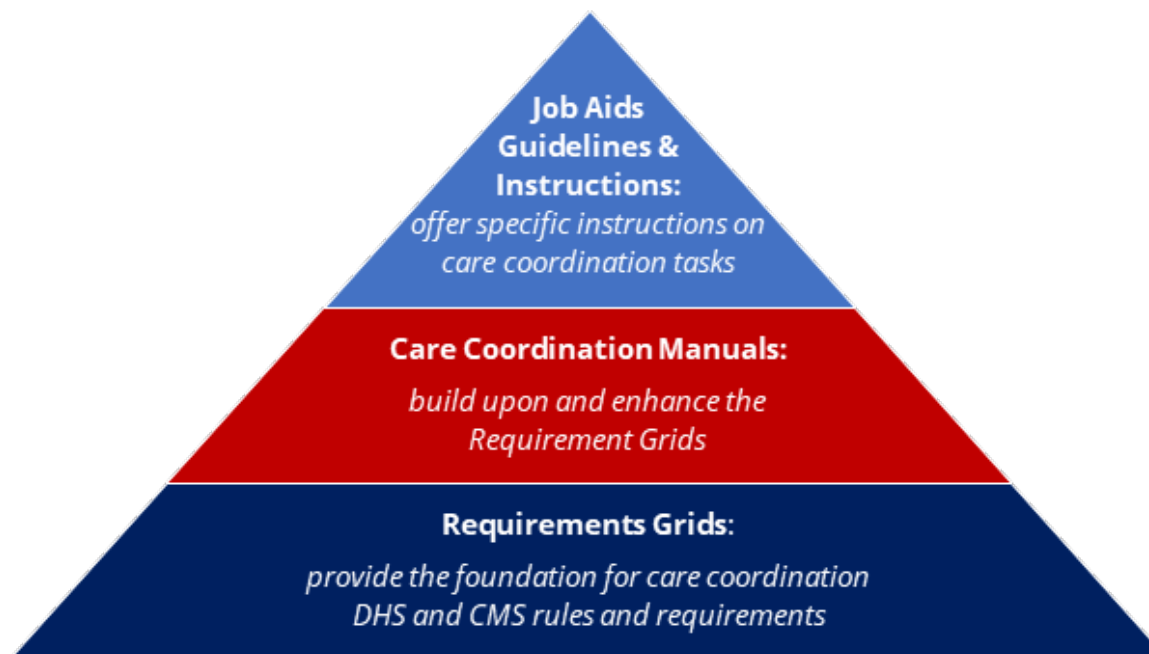 Job Aids
Guidelines &
Instructions:
offer specific instructions on
care coordination tasks
Care Coordination Manuals:
build upon and enhance the
Requirement Grids
Requirements Grids:
provide the foundation for care coordination
DHS and CMS rules and requirements